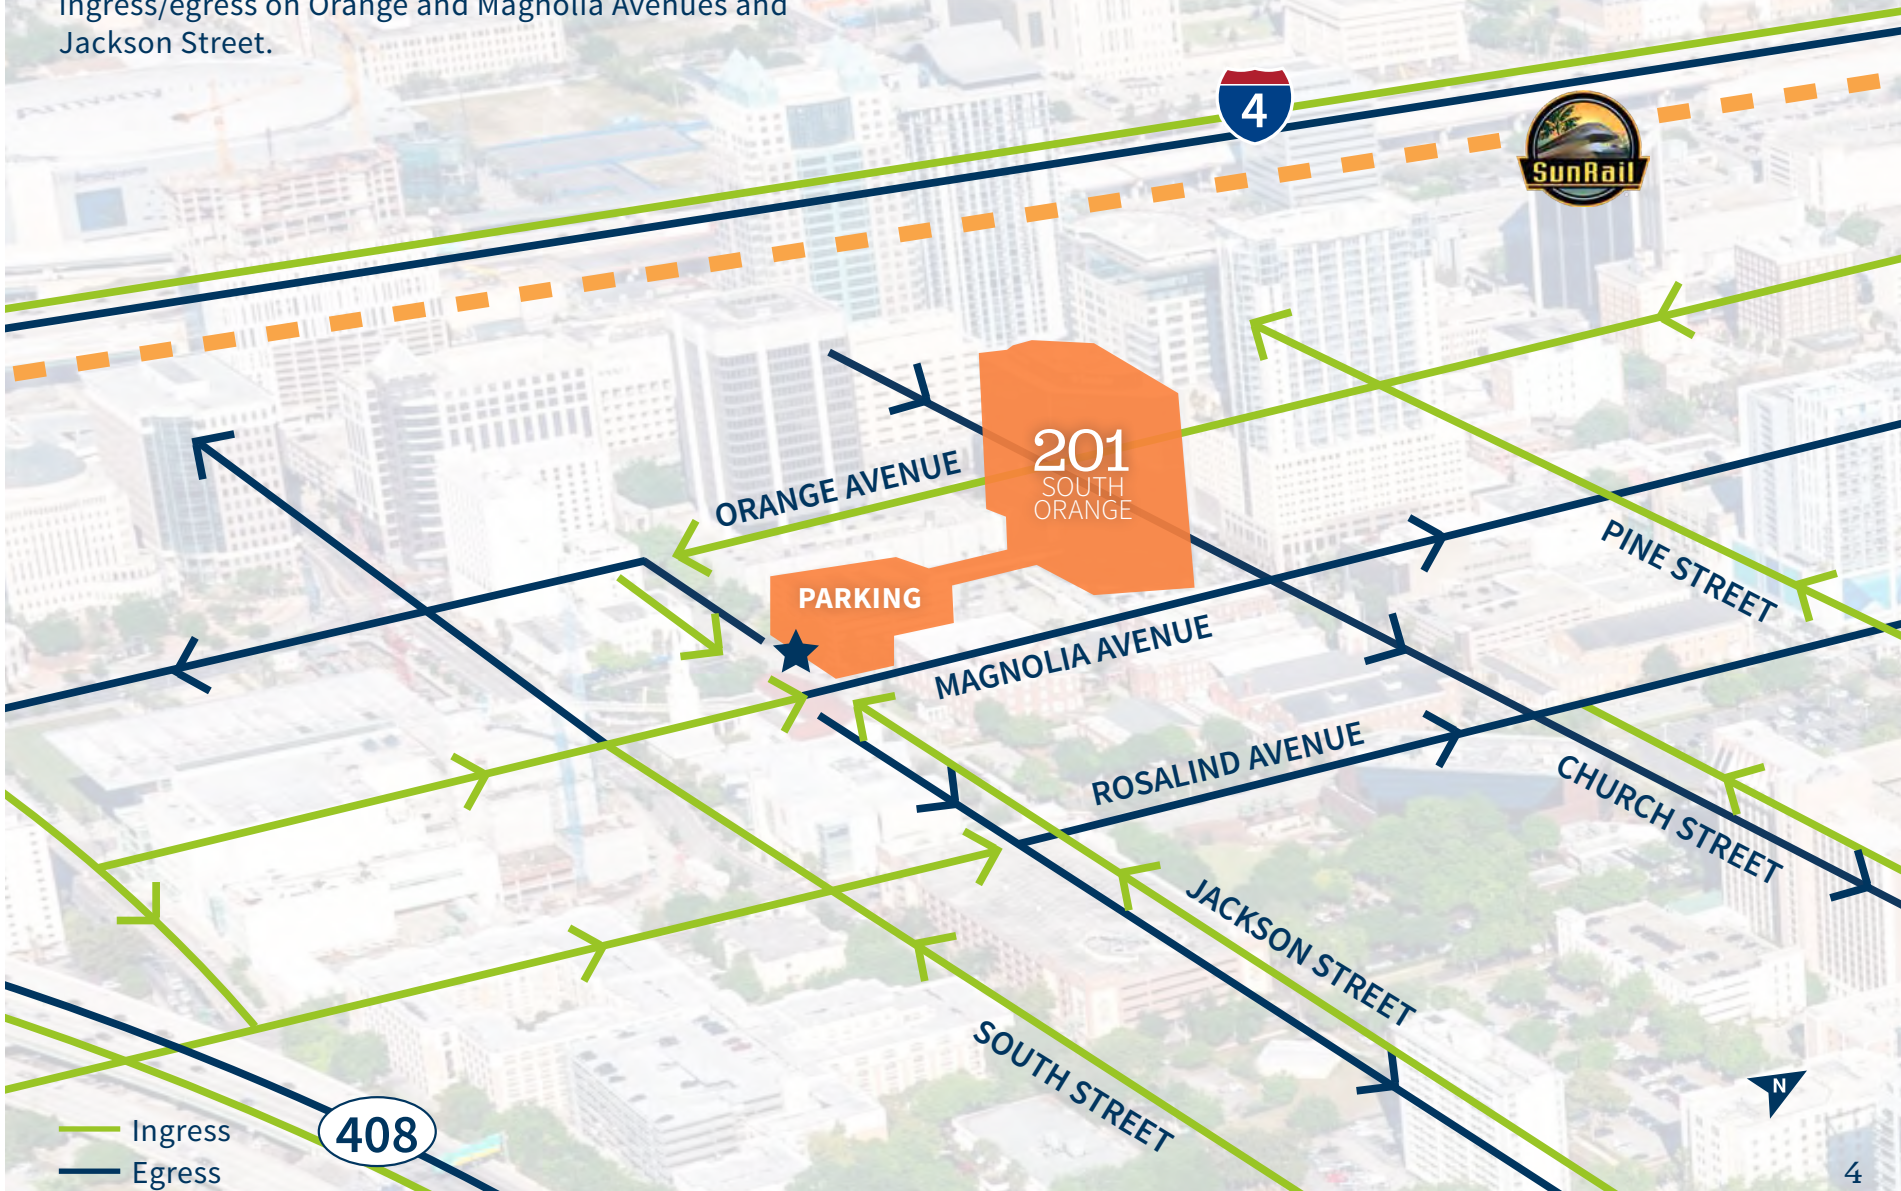 ingress/egress on Orange and Magnolia Avenues and
Jackson Street.
4
SunRail
201
SOUTH
ORANGE
ORANGE AVENUE
PARKING
PINE STREET
MAGNOLIA AVENUE
ROSALIND AVENUE
CHURCH STREET
JACKSON STREET
SOUTH STREET
N
Ingress
Egress
408
4